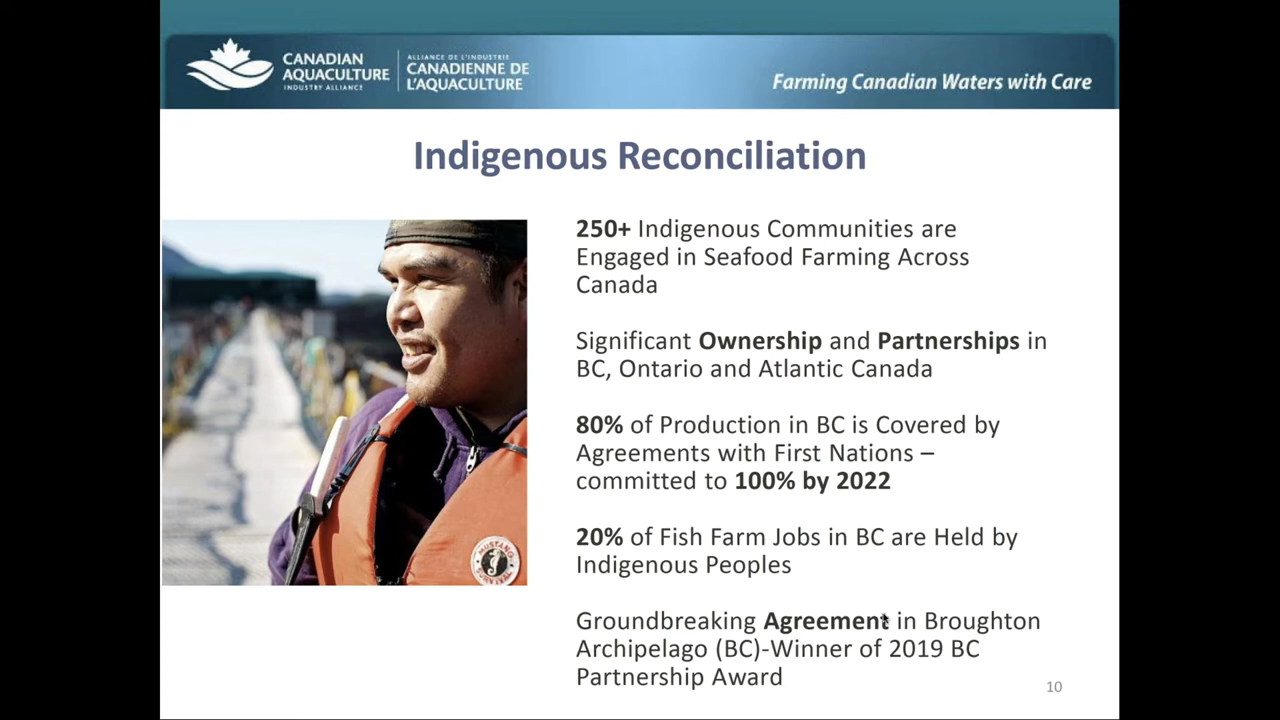 CANADIAN
AQUACULTURE
INDUSTRY ALLIANCE
ALLIANCE DE L'INDUSTRIE
CANADIENNE DE
L'AQUACULTURE
Farming Canadian Waters with Care
Indigenous Reconciliation
250+ Indigenous Communities are
Engaged in Seafood Farming Across
Canada
Significant Ownership and Partnerships in
BC, Ontario and Atlantic Canada
80% of Production in BC is Covered by
Agreements with First Nations –
committed to 100% by 2022
20% of Fish Farm Jobs in BC are Held by
Indigenous Peoples
Groundbreaking Agreement in Broughton
Archipelago (BC)-Winner of 2019 BC
Partnership Award
MUSTANG
SURVIVAL
10